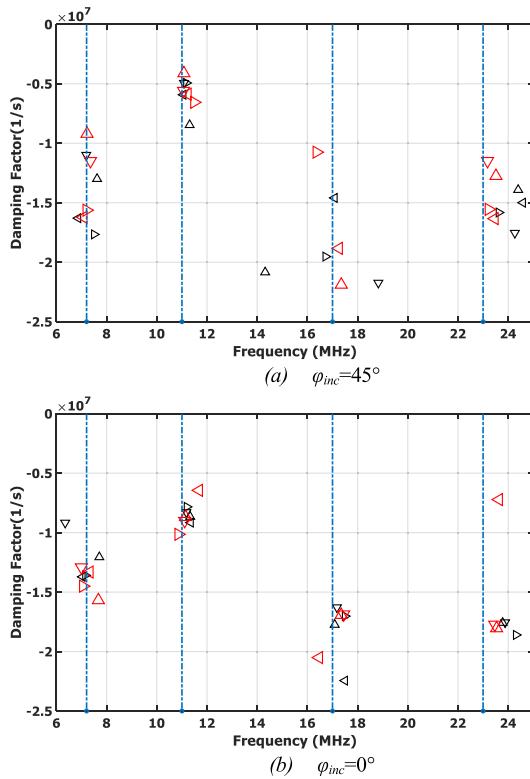 ×10⁷
0
-0.5
-1
-1.5
-2
-2.5
Damping Factor(1/s)
6 8 10 12 14 16 18 20 22 24
Frequency (MHz)
(a) φinc=45°
×10⁷
0
-0.5
-1
-1.5
-2
-2.5
Damping Factor(1/s)
6 8 10 12 14 16 18 20 22 24
Frequency (MHz)
(b) φinc=0°